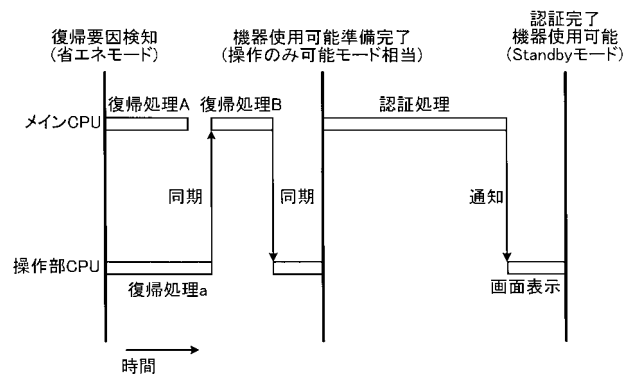 復帰要因検知
(省エネモード)
機器使用可能準備完了
(操作のみ可能モード相当)
認証完了
機器使用可能
(Standbyモード)
復帰処理A
復帰処理B
認証処理
メインCPU
同期
同期
通知
操作部CPU
復帰処理a
画面表示
時間